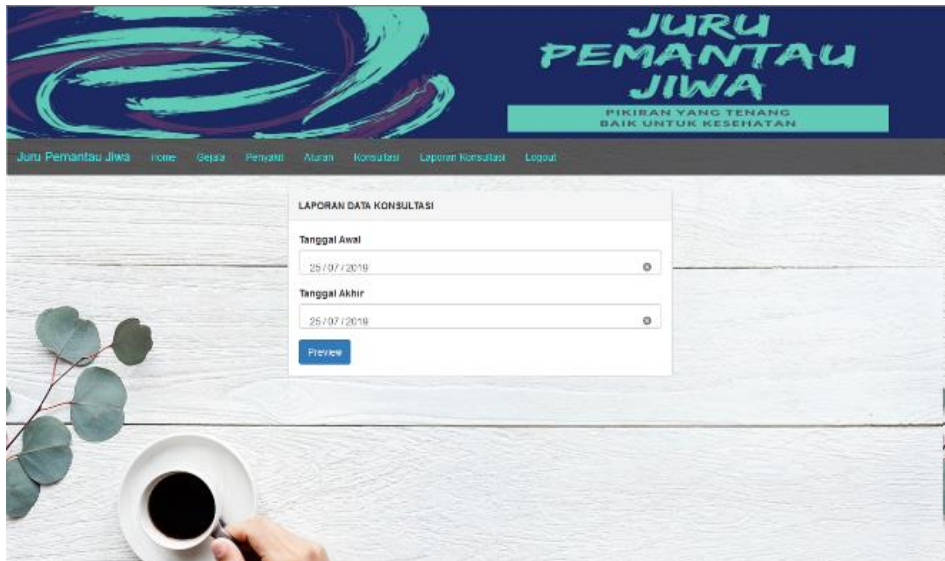 JURU
PEMANTAU
JIWA
PIKIRAN YANG TENANG
BAIK UNTUK KESEHATAN
Juru Pemantau Jiwa Home Gejala Penyakit Aturan Konsultasi Laporan Konsultasi Logout
LAPORAN DATA KONSULTASI
Tanggal Awal
25/07/2019
Tanggal Akhir
25/07/2019
Preview